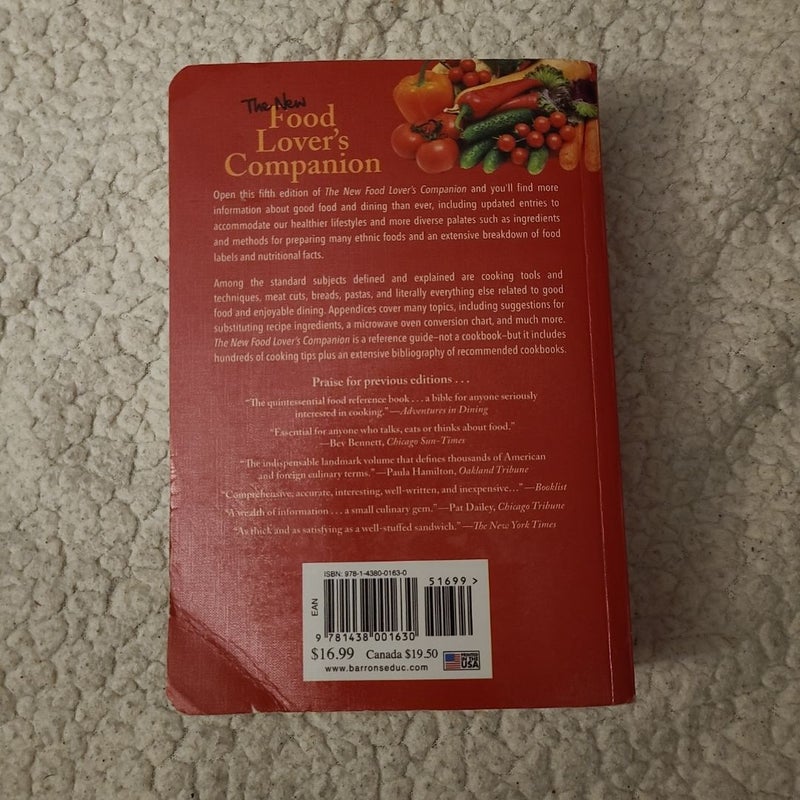 The New
Food
Lover's
Companion
Open this fifth edition of The New Food Lover's Companion and you'll find more
information about good food and dining than ever, including updated entries to
accommodate our healthier lifestyles and more diverse palates such as ingredients
and methods for preparing many ethnic foods and an extensive breakdown of food
labels and nutritional facts.
Among the standard subjects defined and explained are cooking tools and
techniques, meat cuts, breads, pastas, and literally everything else related to good
food and enjoyable dining. Appendices cover many topics, including suggestions for
substituting recipe ingredients, a microwave oven conversion chart, and much more.
The New Food Lover's Companion is a reference guide–not a cookbook–but it includes
hundreds of cooking tips plus an extensive bibliography of recommended cookbooks.
Praise for previous editions . . .
"The quintessential food reference book . . . a bible for anyone seriously
interested in cooking."—Adventures in Dining
"Essential for anyone who talks, eats or thinks about food."
—Bev Bennett, Chicago Sun-Times
"The indispensable landmark volume that defines thousands of American
and foreign culinary terms."—Paula Hamilton, Oakland Tribune
"Comprehensive, accurate, interesting, well-written, and inexpensive..."—Booklist
"A wealth of information . . . a small culinary gem."—Pat Dailey, Chicago Tribune
"As thick and as satisfying as a well-stuffed sandwich."—The New York Times
ISBN: 978-1-4380-0163-0
51699 >
EAN
9 781438 001630
$16.99 Canada $19.50
www.barronseduc.com
PRINTED
IN THE
USA